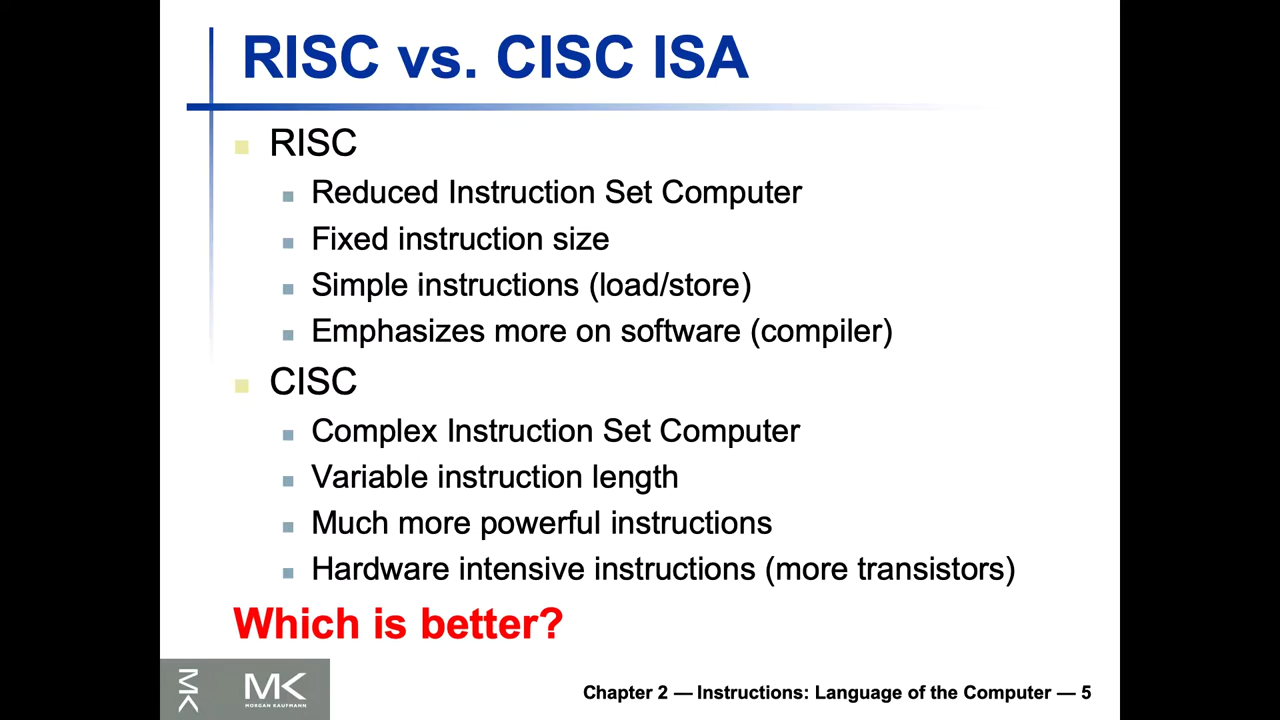 RISC vs. CISC ISA
RISC
Reduced Instruction Set Computer
Fixed instruction size
Simple instructions (load/store)
Emphasizes more on software (compiler)
CISC
Complex Instruction Set Computer
Variable instruction length
Much more powerful instructions
Hardware intensive instructions (more transistors)
Which is better?
MK
MK
MORGAN KAUFMANN
Chapter 2 — Instructions: Language of the Computer — 5